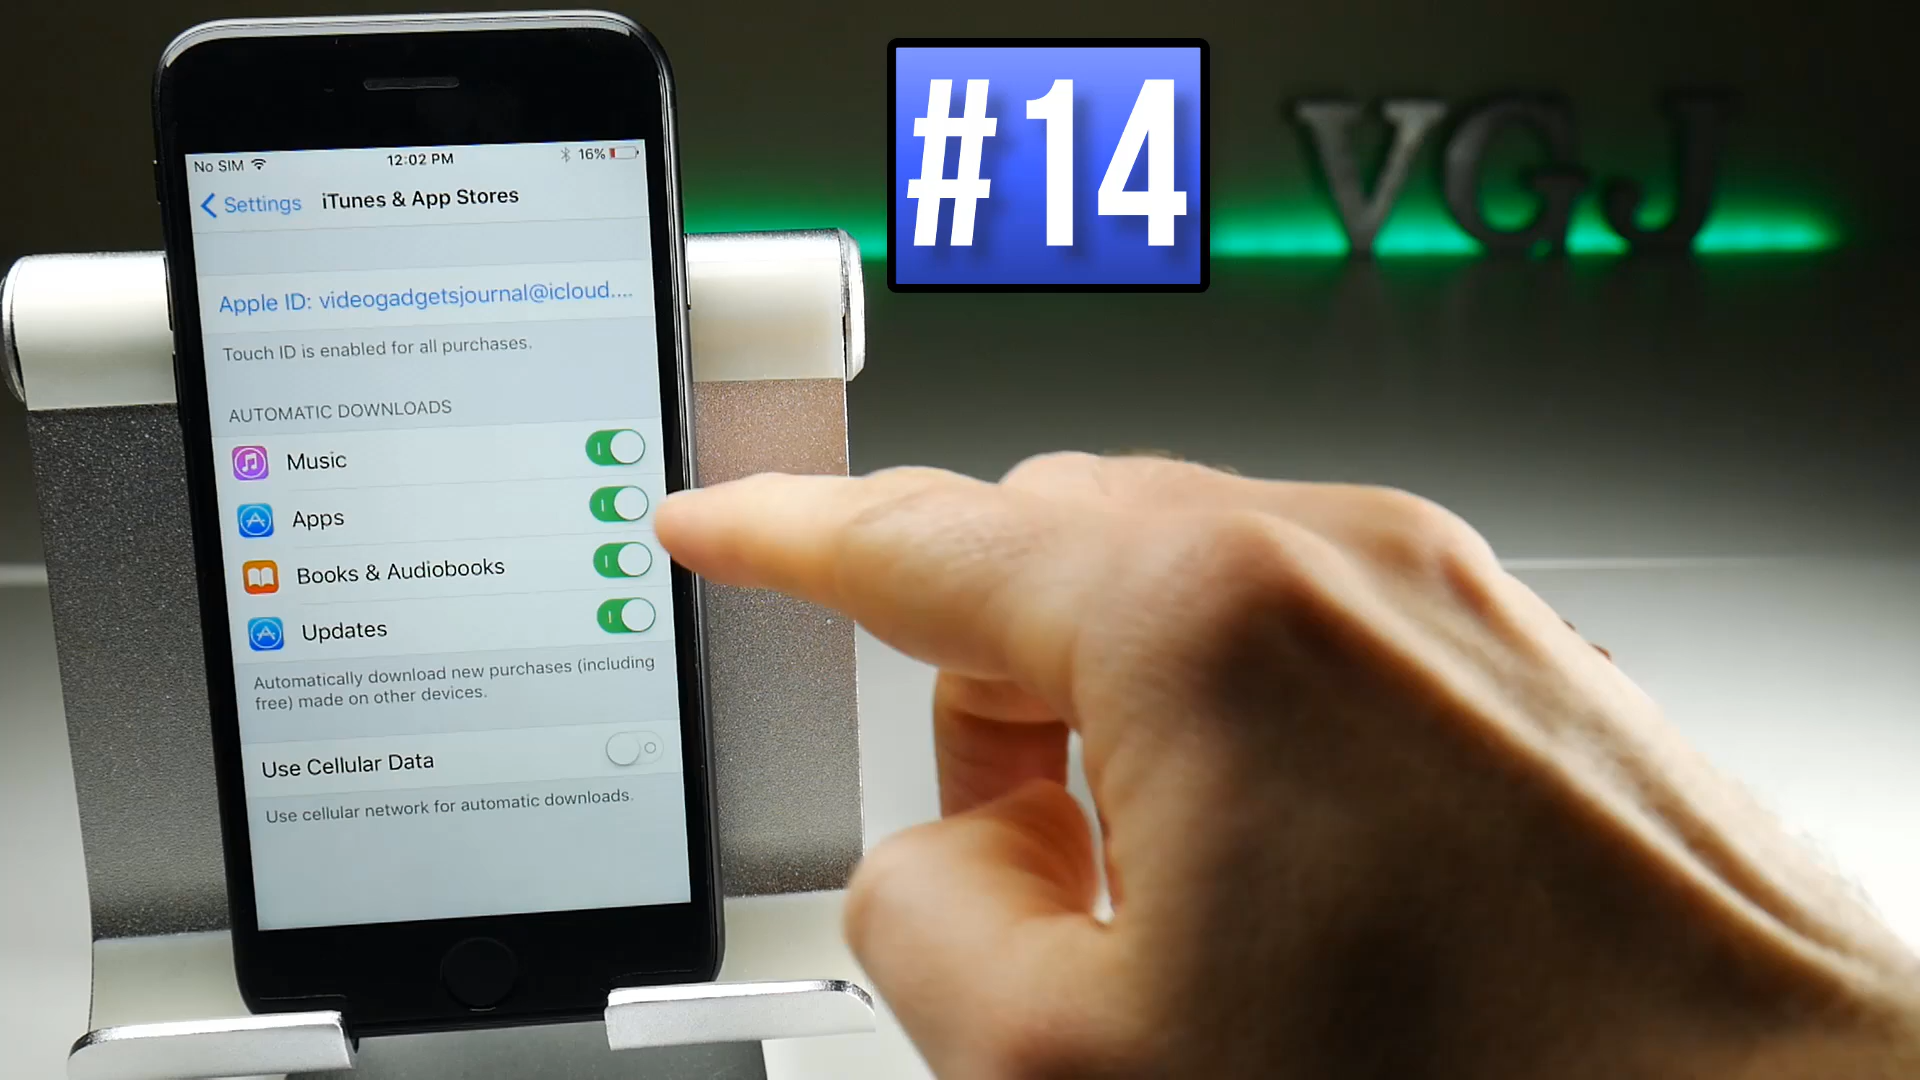 #14
VGJ
No SIM 12:02 PM 16%
Settings iTunes & App Stores
Apple ID: videogadgetsjournal@icloud....
Touch ID is enabled for all purchases.
AUTOMATIC DOWNLOADS
Music
Apps
Books & Audiobooks
Updates
Automatically download new purchases (including
free) made on other devices.
Use Cellular Data
Use cellular network for automatic downloads.